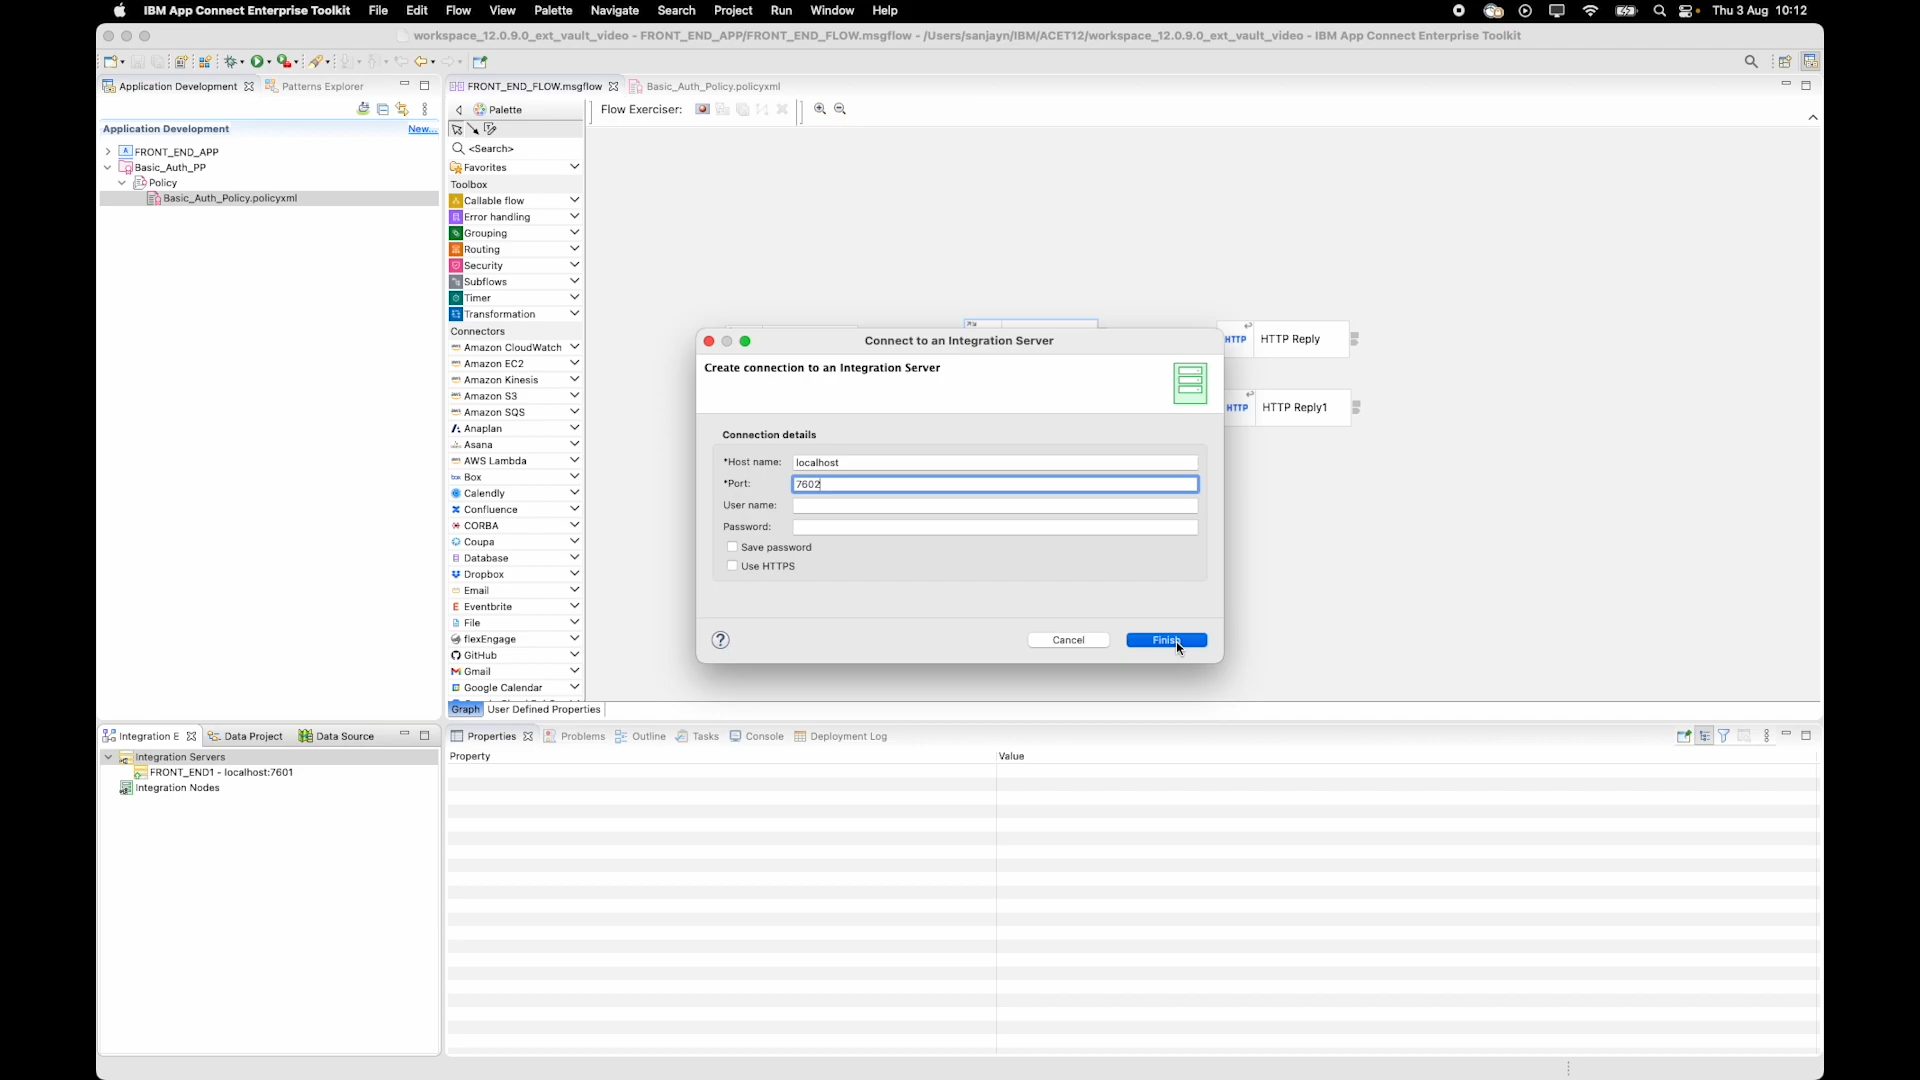 IBM App Connect Enterprise Toolkit File Edit Flow View Palette Navigate Search Project Run Window Help Thu 3 Aug 10:12
workspace_12.0.9.0_ext_vault_video - FRONT_END_APP/FRONT_END_FLOW.msgflow - /Users/sanjayn/IBM/ACET12/workspace_12.0.9.0_ext_vault_video - IBM App Connect Enterprise Toolkit
Application Development Patterns Explorer
Application Development New...
FRONT_END_APP
Basic_Auth_PP
Policy
Basic_Auth_Policy.policyxml
FRONT_END_FLOW.msgflow Basic_Auth_Policy.policyxml
Palette Flow Exerciser:
<Search>
Favorites
Toolbox
Callable flow
Error handling
Grouping
Routing
Security
Subflows
Timer
Transformation
Connectors
Amazon CloudWatch
Amazon EC2
Amazon Kinesis
Amazon S3
Amazon SQS
Anaplan
Asana
AWS Lambda
box Box
Calendly
Confluence
CORBA
Coupa
Database
Dropbox
Email
Eventbrite
File
flexEngage
GitHub
Gmail
Google Calendar
HTTP HTTP Reply
HTTP HTTP Reply1
Connect to an Integration Server
Create connection to an Integration Server
Connection details
*Host name: localhost
*Port: 7602
User name:
Password:
Save password
Use HTTPS
? Cancel Finish
Graph User Defined Properties
Integration E Data Project Data Source
Integration Servers
FRONT_END1 - localhost:7601
Integration Nodes
Properties Problems Outline Tasks Console Deployment Log
Property Value